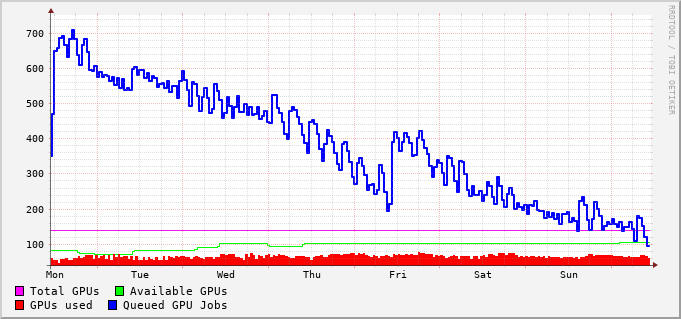 700
600
500
400
300
200
100
Mon Tue Wed Thu Fri Sat Sun
Total GPUs Available GPUs
GPUs used Queued GPU Jobs
RRDTOOL / TOBI OETIKER